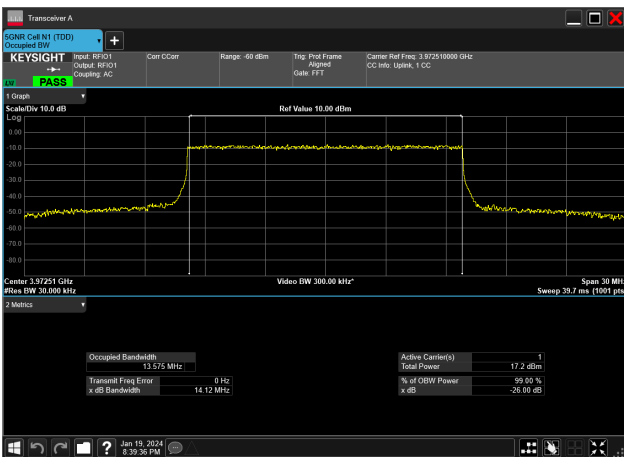 Transceiver A
5GNR Cell N1 (TDD)
Occupied BW
KEYSIGHT
PASS
Input: RFIO1
Output: RFIO1
Coupling: AC
Corr CCorr
Range: -60 dBm
Trig: Prot Frame
Aligned
Gate: FFT
Carrier Ref Freq: 3.972510000 GHz
CC Info: Uplink, 1 CC
1 Graph
Scale/Div 10.0 dB
Ref Value 10.00 dBm
Log
0.00
-10.0
-20.0
-30.0
-40.0
-50.0
-60.0
-70.0
-80.0
Center 3.97251 GHz
Video BW 300.00 kHz*
Span 30 MHz
#Res BW 30.000 kHz
Sweep 39.7 ms (1001 pts
2 Metrics
Occupied Bandwidth
13.575 MHz
Active Carrier(s) 1
Total Power 17.2 dBm
Transmit Freq Error 0 Hz
x dB Bandwidth 14.12 MHz
% of OBW Power 99.00 %
x dB -26.00 dB
Jan 19, 2024
8:39:36 PM